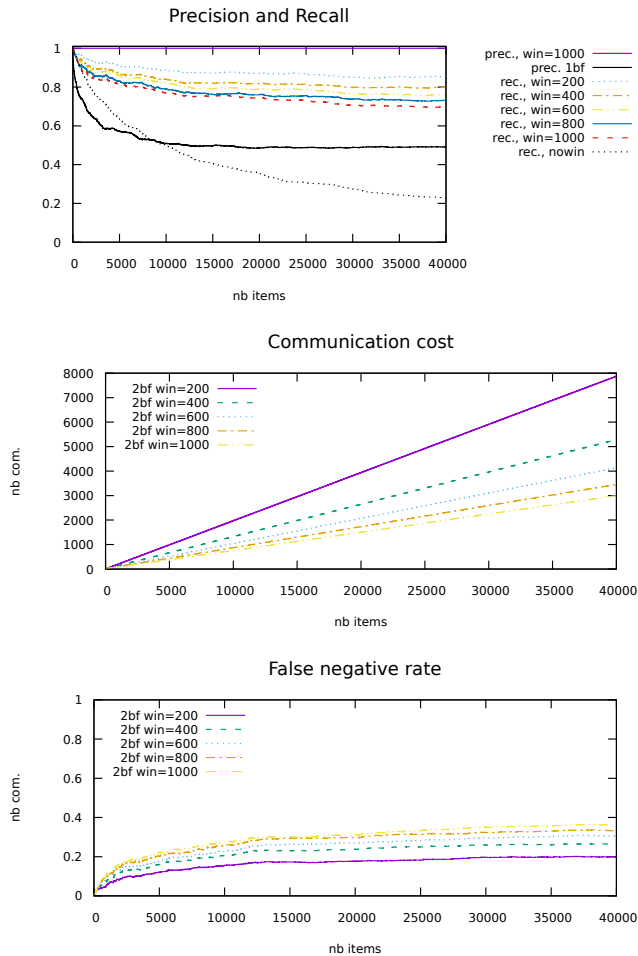 Precision and Recall
1
0.8
0.6
0.4
0.2
0
0 5000 10000 15000 20000 25000 30000 35000 40000
nb items
prec., win=1000
prec. 1bf
rec., win=200
rec., win=400
rec., win=600
rec., win=800
rec., win=1000
rec., nowin
Communication cost
nb com.
8000
7000
6000
5000
4000
3000
2000
1000
0
2bf win=200
2bf win=400
2bf win=600
2bf win=800
2bf win=1000
0 5000 10000 15000 20000 25000 30000 35000 40000
nb items
False negative rate
nb com.
1
0.8
0.6
0.4
0.2
0
2bf win=200
2bf win=400
2bf win=600
2bf win=800
2bf win=1000
0 5000 10000 15000 20000 25000 30000 35000 40000
nb items